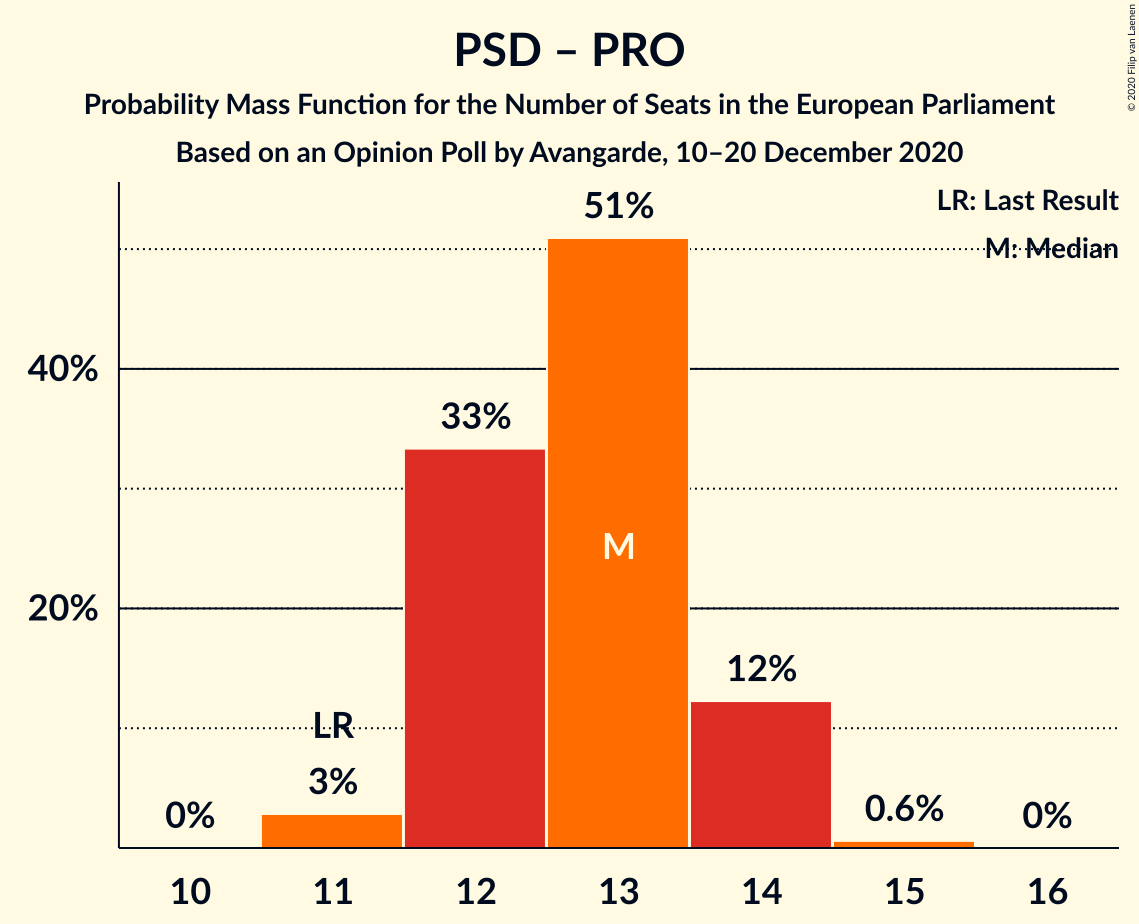 PSD – PRO
Probability Mass Function for the Number of Seats in the European Parliament
Based on an Opinion Poll by Avangarde, 10–20 December 2020
© 2020 Filip van Laenen
LR: Last Result
M: Median
51%
40%
33%
M
20%
12%
LR
3%
0%
0.6%
0%
10
11
12
13
14
15
16